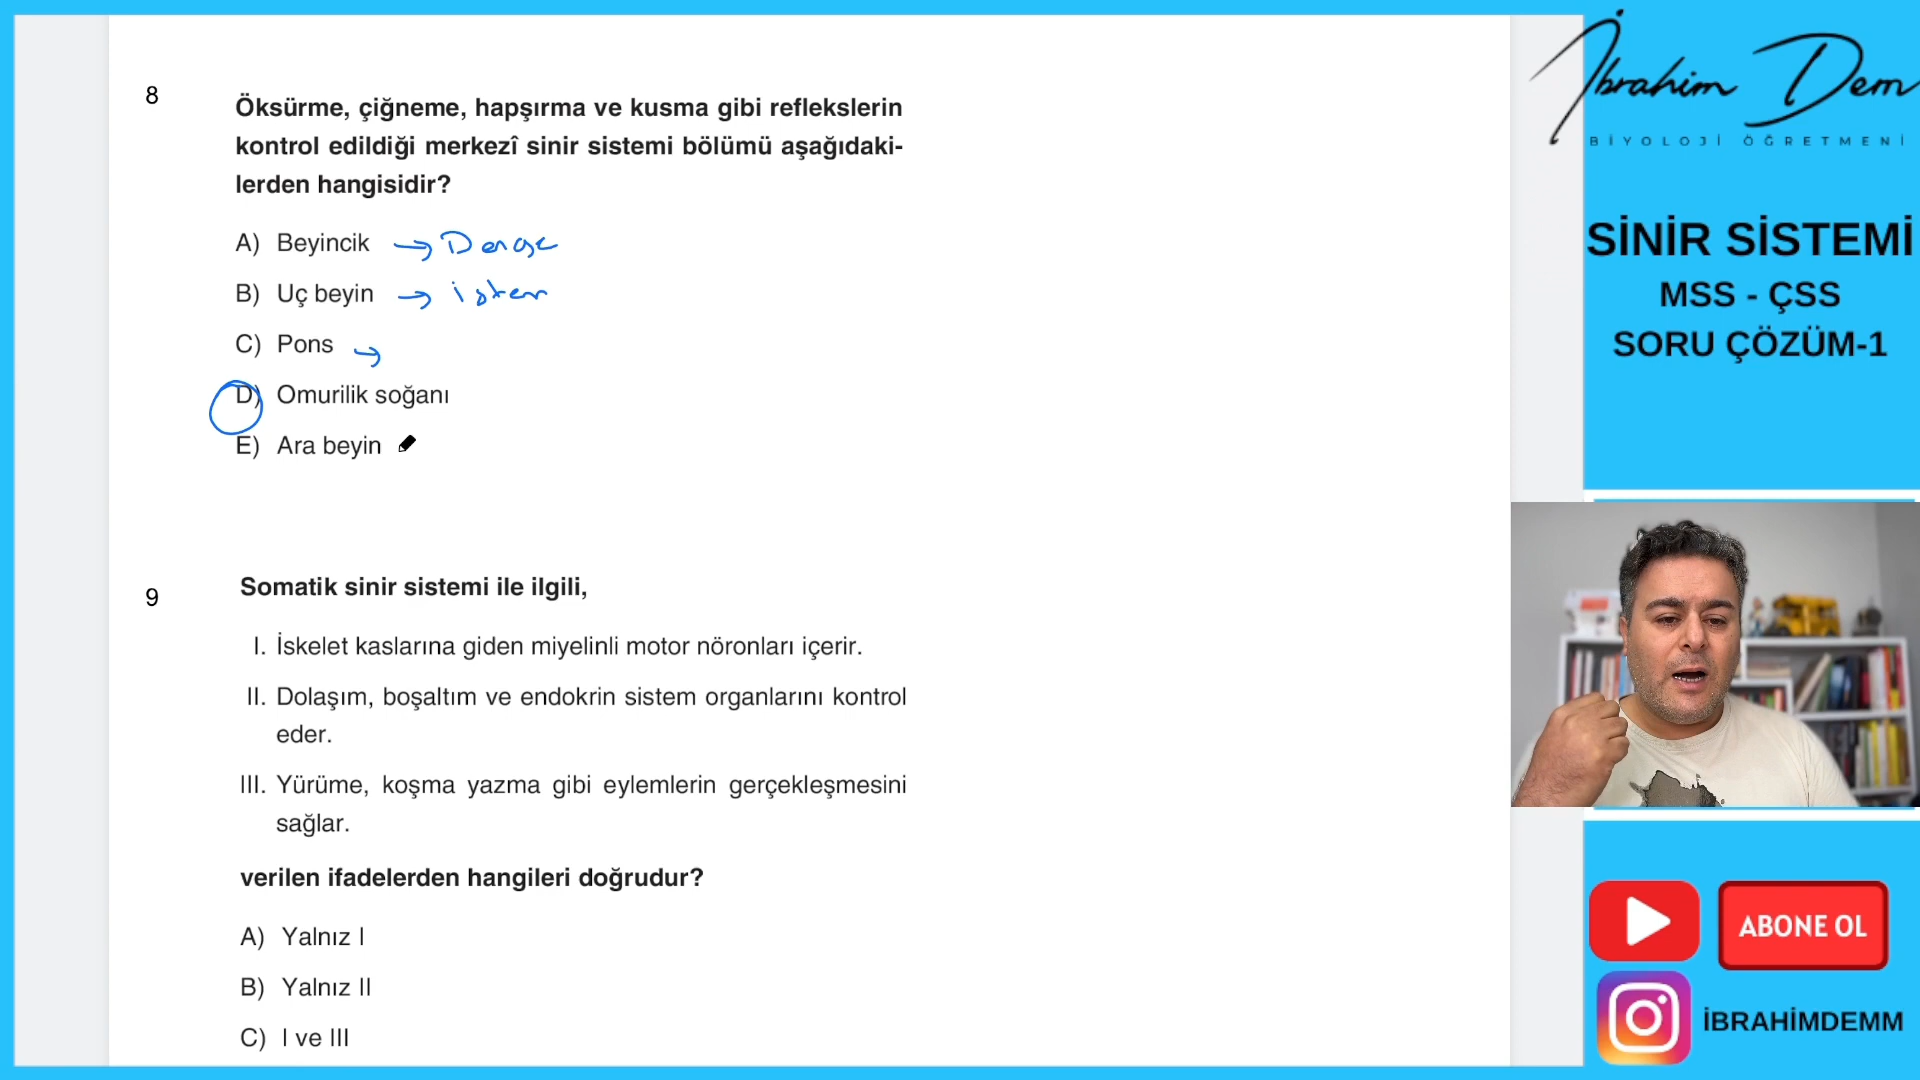 8
Öksürme, çiğneme, hapşırma ve kusma gibi reflekslerin
kontrol edildiği merkezî sinir sistemi bölümü aşağıdaki-
lerden hangisidir?
A) Beyincik → Denge
B) Uç beyin → isten
C) Pons →
D) Omurilik soğanı
E) Ara beyin
9
Somatik sinir sistemi ile ilgili,
I. İskelet kaslarına giden miyelinli motor nöronları içerir.
II. Dolaşım, boşaltım ve endokrin sistem organlarını kontrol
eder.
III. Yürüme, koşma yazma gibi eylemlerin gerçekleşmesini
sağlar.
verilen ifadelerden hangileri doğrudur?
A) Yalnız I
B) Yalnız II
C) I ve III
İbrahim Dem
BİYOLOJİ ÖĞRETMENİ
SİNİR SİSTEMİ
MSS - ÇSS
SORU ÇÖZÜM-1
ABONE OL
İBRAHİMDEMM